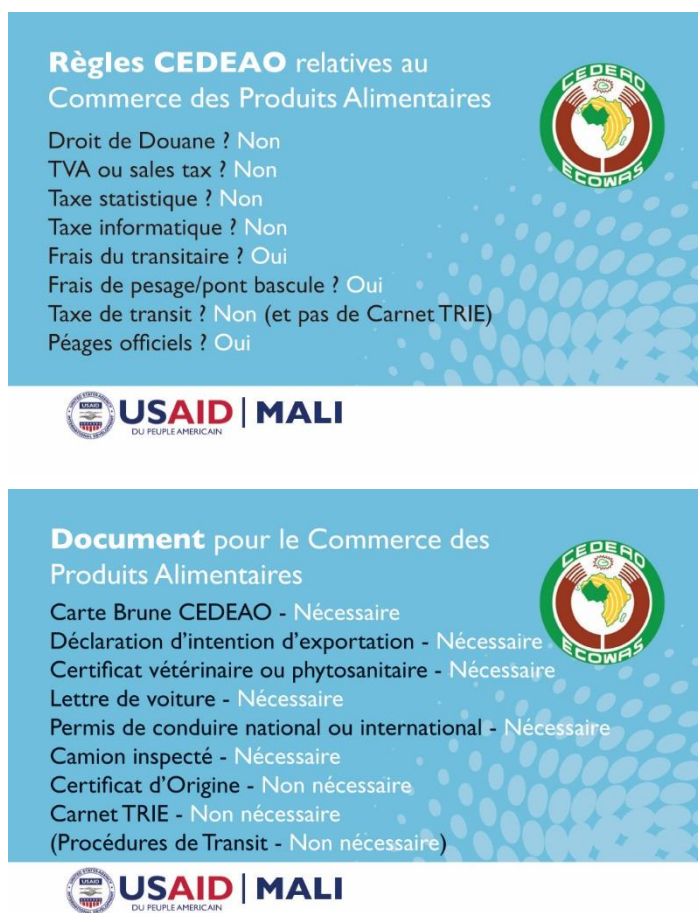 Règles CEDEAO relatives au
Commerce des Produits Alimentaires
CEDEAO
ECOWAS
Droit de Douane ? Non
TVA ou sales tax ? Non
Taxe statistique ? Non
Taxe informatique ? Non
Frais du transitaire ? Oui
Frais de pesage/pont bascule ? Oui
Taxe de transit ? Non (et pas de Carnet TRIE)
Péages officiels ? Oui
USAID
USAID | MALI
DU PEUPLE AMERICAIN
Document pour le Commerce des
Produits Alimentaires
CEDEAO
ECOWAS
Carte Brune CEDEAO - Nécessaire
Déclaration d'intention d'exportation - Nécessaire
Certificat vétérinaire ou phytosanitaire - Nécessaire
Lettre de voiture - Nécessaire
Permis de conduire national ou international - Nécessaire
Camion inspecté - Nécessaire
Certificat d'Origine - Non nécessaire
Carnet TRIE - Non nécessaire
(Procédures de Transit - Non nécessaire)
USAID
USAID | MALI
DU PEUPLE AMERICAIN